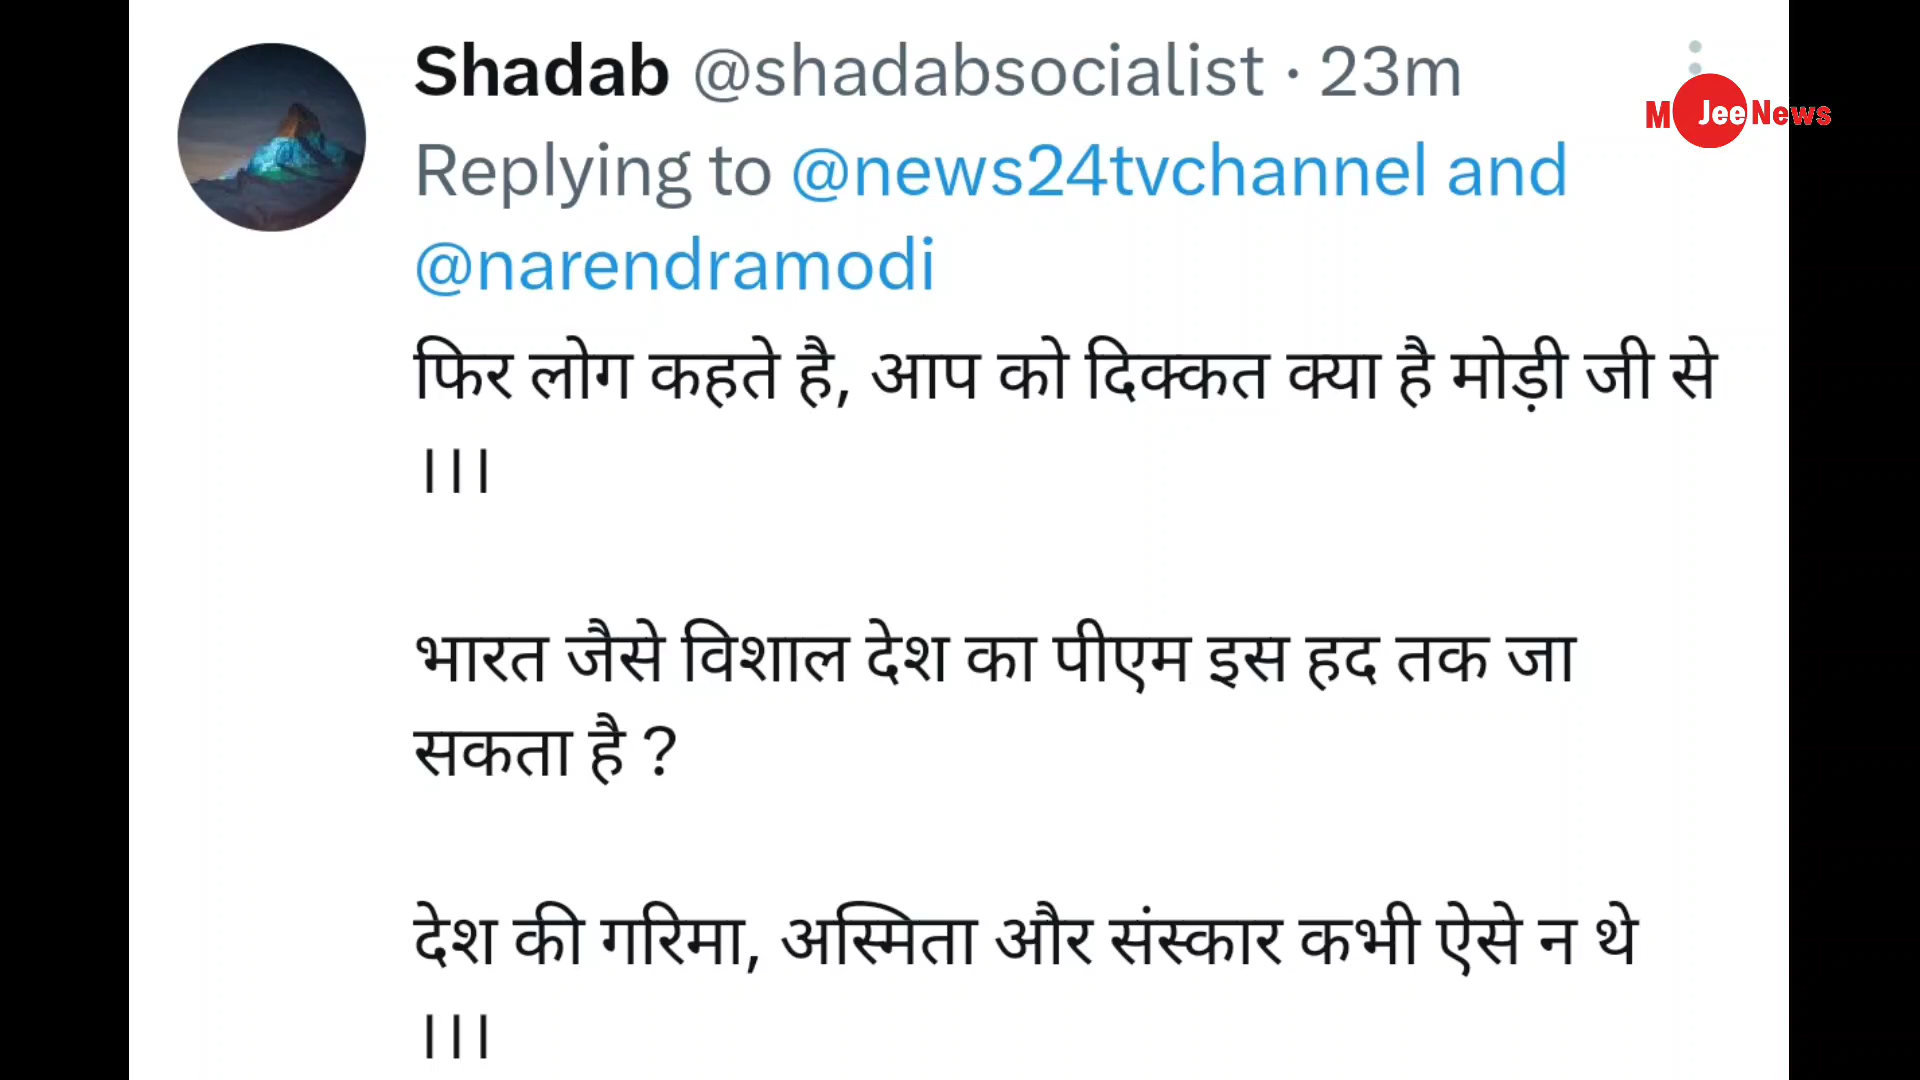 Shadab @shadabsocialist · 23m
M Jee News
Replying to @news24tvchannel and
@narendramodi
फिर लोग कहते है, आप को दिक्कत क्या है मोड़ी जी से
।।।
भारत जैसे विशाल देश का पीएम इस हद तक जा
सकता है ?
देश की गरिमा, अस्मिता और संस्कार कभी ऐसे न थे
।।।